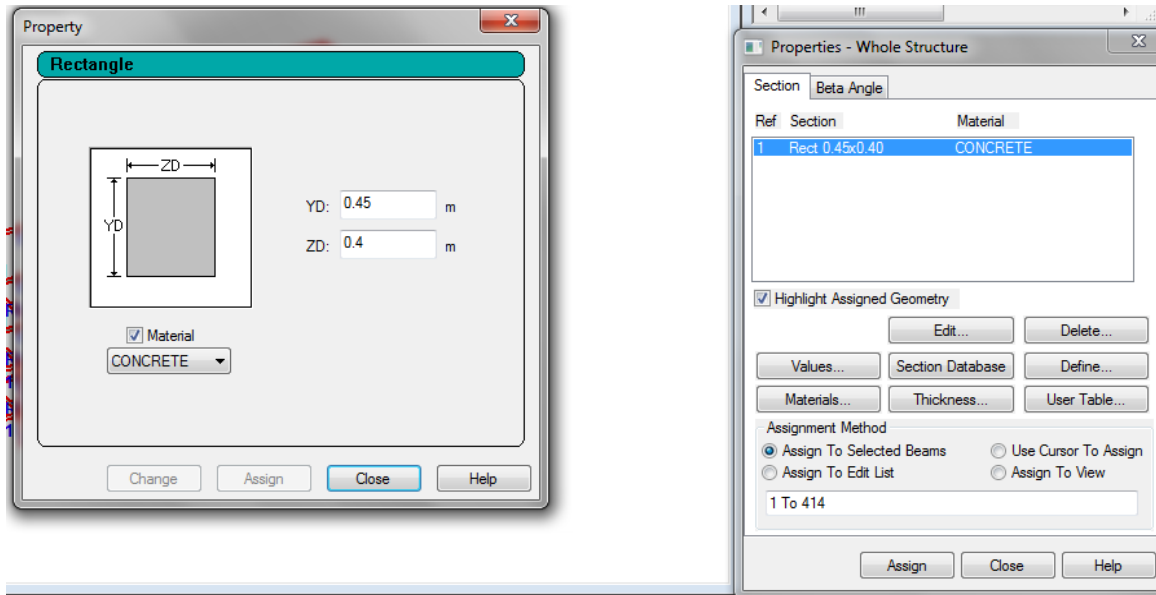 Property
Rectangle
ZD
YD
YD: 0.45 m
ZD: 0.4 m
Material
CONCRETE
Change Assign Close Help
Properties - Whole Structure
Section Beta Angle
Ref Section Material
1 Rect 0.45x0.40 CONCRETE
Highlight Assigned Geometry
Edit... Delete...
Values... Section Database Define...
Materials... Thickness... User Table...
Assignment Method
Assign To Selected Beams Use Cursor To Assign
Assign To Edit List Assign To View
1 To 414
Assign Close Help